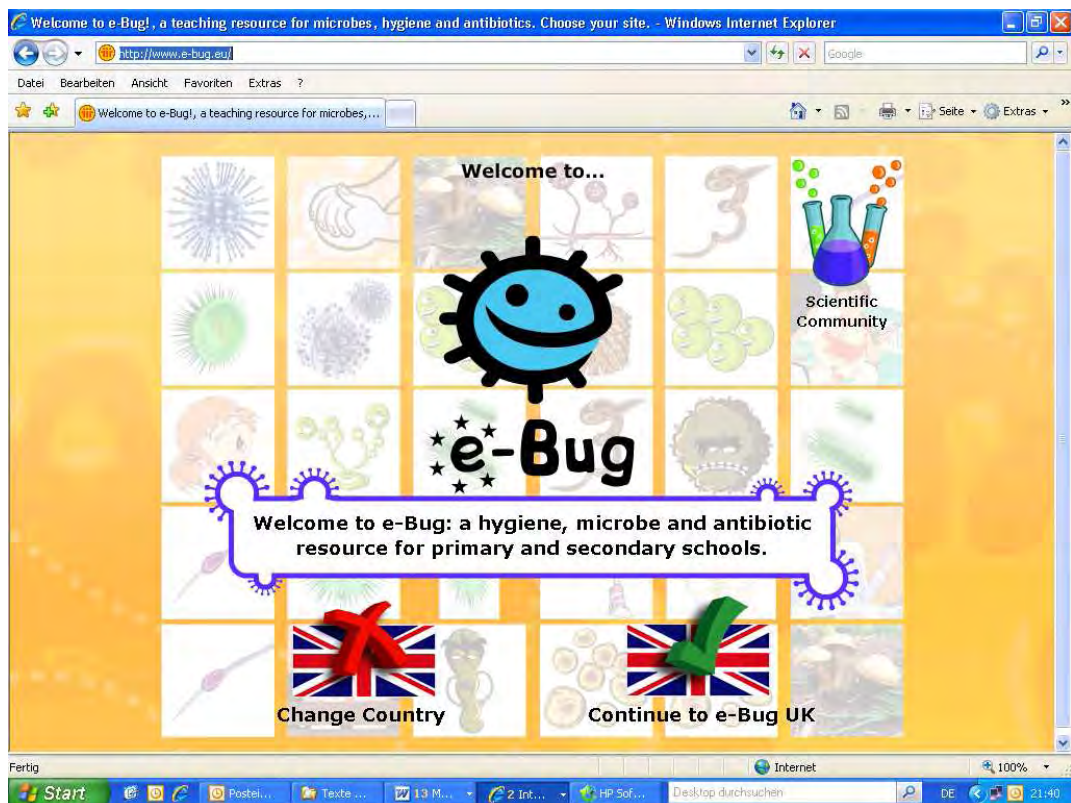 Welcome to e-Bug!, a teaching resource for microbes, hygiene and antibiotics. Choose your site. - Windows Internet Explorer
http://www.e-bug.eu/
Google
Datei Bearbeiten Ansicht Favoriten Extras ?
Welcome to e-Bug!, a teaching resource for microbes,...
Seite Extras »
Welcome to...
Scientific
Community
e-Bug
Welcome to e-Bug: a hygiene, microbe and antibiotic
resource for primary and secondary schools.
Change Country
Continue to e-Bug UK
Fertig Internet 100%
Start Postei... Texte ... 13 M... 2 Int... HP Sof... Desktop durchsuchen DE 21:40